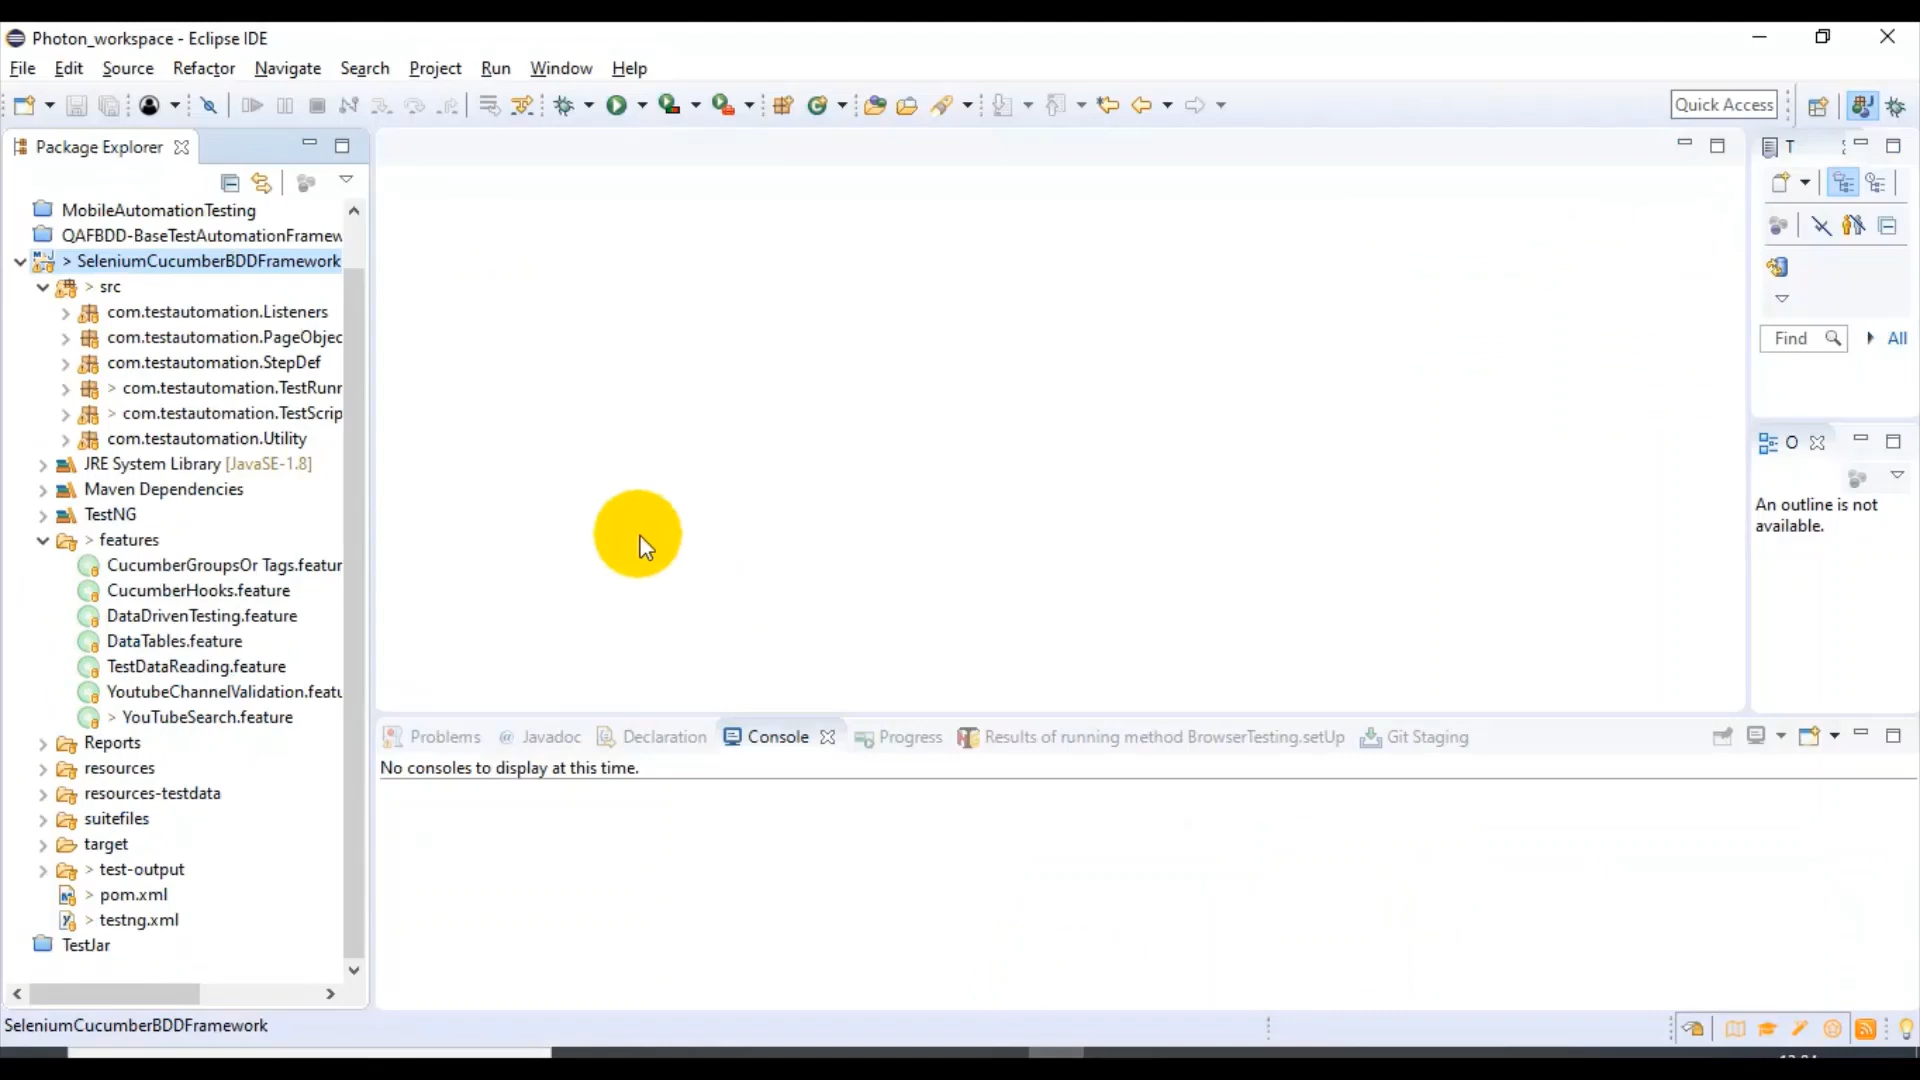 Photon_workspace - Eclipse IDE
File Edit Source Refactor Navigate Search Project Run Window Help
Quick Access
Package Explorer
T
MobileAutomationTesting
QAFBDD-BaseTestAutomationFramew
> SeleniumCucumberBDDFramework
> src
com.testautomation.Listeners
com.testautomation.PageObjec
com.testautomation.StepDef
> com.testautomation.TestRunr
> com.testautomation.TestScrip
com.testautomation.Utility
JRE System Library [JavaSE-1.8]
Maven Dependencies
TestNG
> features
CucumberGroupsOr Tags.featur
CucumberHooks.feature
DataDrivenTesting.feature
DataTables.feature
TestDataReading.feature
YoutubeChannelValidation.featu
> YouTubeSearch.feature
Reports
resources
resources-testdata
suitefiles
target
> test-output
> pom.xml
> testng.xml
TestJar
Find
All
O
An outline is not
available.
Problems @ Javadoc Declaration Console Progress Results of running method BrowserTesting.setUp Git Staging
No consoles to display at this time.
SeleniumCucumberBDDFramework